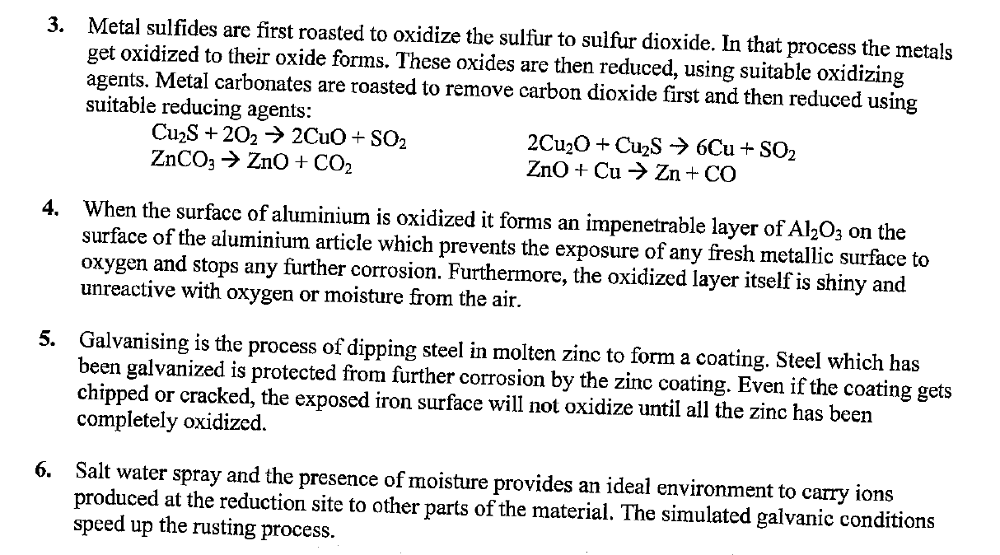 3. Metal sulfides are first roasted to oxidize the sulfur to sulfur dioxide. In that process the metals
get oxidized to their oxide forms. These oxides are then reduced, using suitable oxidizing
agents. Metal carbonates are roasted to remove carbon dioxide first and then reduced using
suitable reducing agents:
Cu₂S + 2O₂ → 2CuO + SO₂ 2Cu₂O + Cu₂S → 6Cu + SO₂
ZnCO₃ → ZnO + CO₂ ZnO + Cu → Zn + CO
4. When the surface of aluminium is oxidized it forms an impenetrable layer of Al₂O₃ on the
surface of the aluminium article which prevents the exposure of any fresh metallic surface to
oxygen and stops any further corrosion. Furthermore, the oxidized layer itself is shiny and
unreactive with oxygen or moisture from the air.
5. Galvanising is the process of dipping steel in molten zinc to form a coating. Steel which has
been galvanized is protected from further corrosion by the zinc coating. Even if the coating gets
chipped or cracked, the exposed iron surface will not oxidize until all the zinc has been
completely oxidized.
6. Salt water spray and the presence of moisture provides an ideal environment to carry ions
produced at the reduction site to other parts of the material. The simulated galvanic conditions
speed up the rusting process.